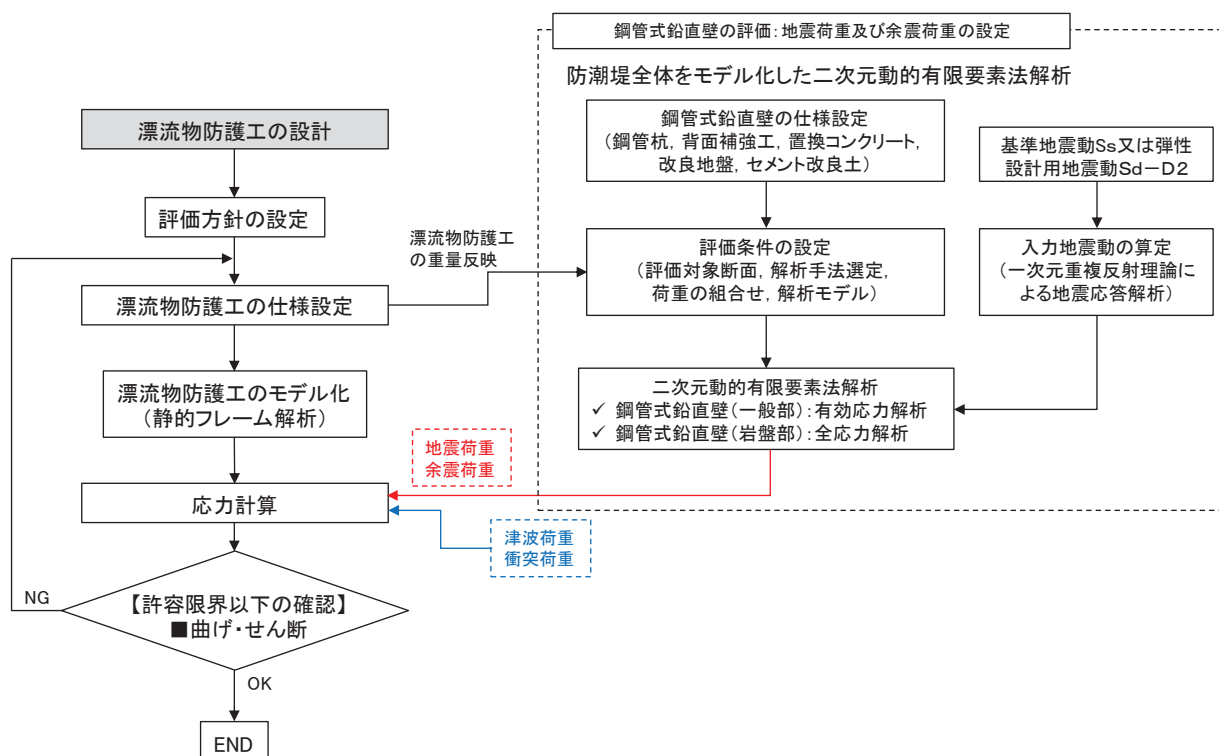 鋼管式鉛直壁の評価：地震荷重及び余震荷重の設定
防潮堤全体をモデル化した二次元動的有限要素法解析
漂流物防護工の設計
評価方針の設定
漂流物防護工の仕様設定
漂流物防護工のモデル化
（静的フレーム解析）
応力計算
【許容限界以下の確認】
■曲げ・せん断
NG
OK
END
漂流物防護工
の重量反映
鋼管式鉛直壁の仕様設定
（鋼管杭，背面補強工，置換コンクリート，
改良地盤，セメント改良土）
評価条件の設定
（評価対象断面，解析手法選定，
荷重の組合せ，解析モデル）
二次元動的有限要素法解析
✓ 鋼管式鉛直壁（一般部）：有効応力解析
✓ 鋼管式鉛直壁（岩盤部）：全応力解析
基準地震動Ss又は弾性
設計用地震動Sd－D2
入力地震動の算定
（一次元重複反射理論に
よる地震応答解析）
地震荷重
余震荷重
津波荷重
衝突荷重